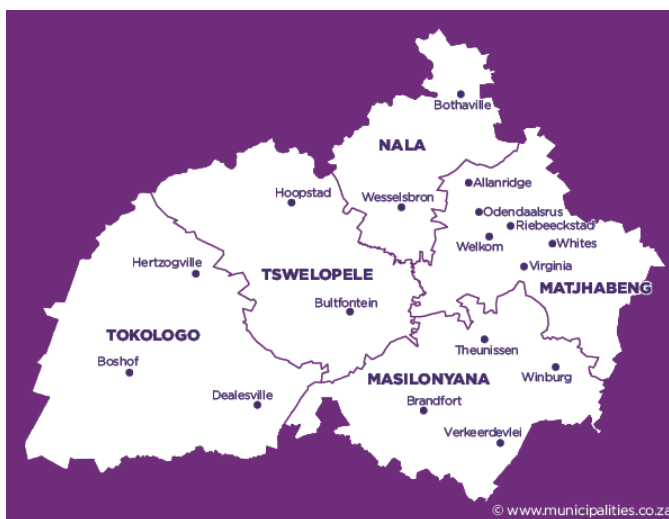 Bothaville
NALA
Allanridge
Hoopstad
Wesselsbron
Odendaalsrus
Riebeeckstad
Welkom
Whites
Hertzogville
TSWELOPELE
Virginia
MATJHABENG
Bultfontein
TOKOLOGO
Theunissen
Boshof
MASILONYANA
Winburg
Dealesville
Brandfort
Verkeerdevlei
© www.municipalities.co.za